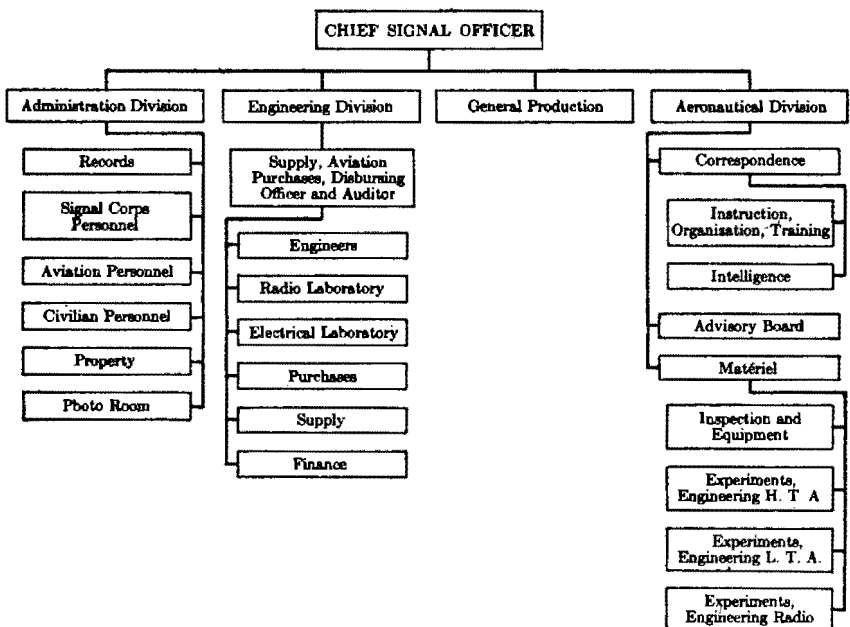 CHIEF SIGNAL OFFICER
Administration Division
Engineering Division
General Production
Aeronautical Division
Records
Signal Corps
Personnel
Aviation Personnel
Civilian Personnel
Property
Photo Room
Supply, Aviation
Purchases, Disbursing
Officer and Auditor
Engineers
Radio Laboratory
Electrical Laboratory
Purchases
Supply
Finance
Correspondence
Instruction,
Organisation, Training
Intelligence
Advisory Board
Matériel
Inspection and
Equipment
Experiments,
Engineering H. T A
Experiments,
Engineering L. T. A.
Experiments,
Engineering Radio